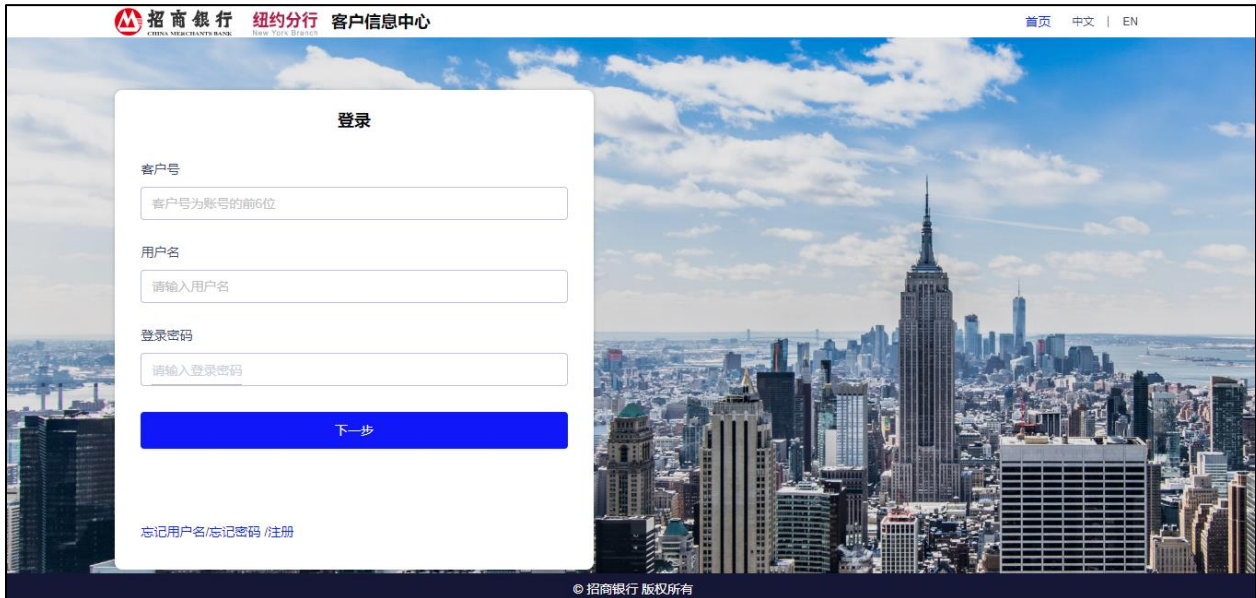 招商银行 纽约分行 客户信息中心 首页 中文 | EN
CHINA MERCHANTS BANK New York Branch
登录
客户号
客户号为账号的前6位
用户名
请输入用户名
登录密码
请输入登录密码
下一步
忘记用户名/忘记密码 /注册
© 招商银行 版权所有